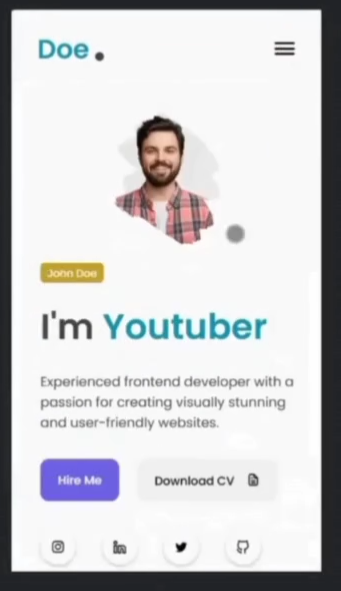 Doe.
John Doe
I'm Youtuber
Experienced frontend developer with a
passion for creating visually stunning
and user-friendly websites.
Hire Me
Download CV